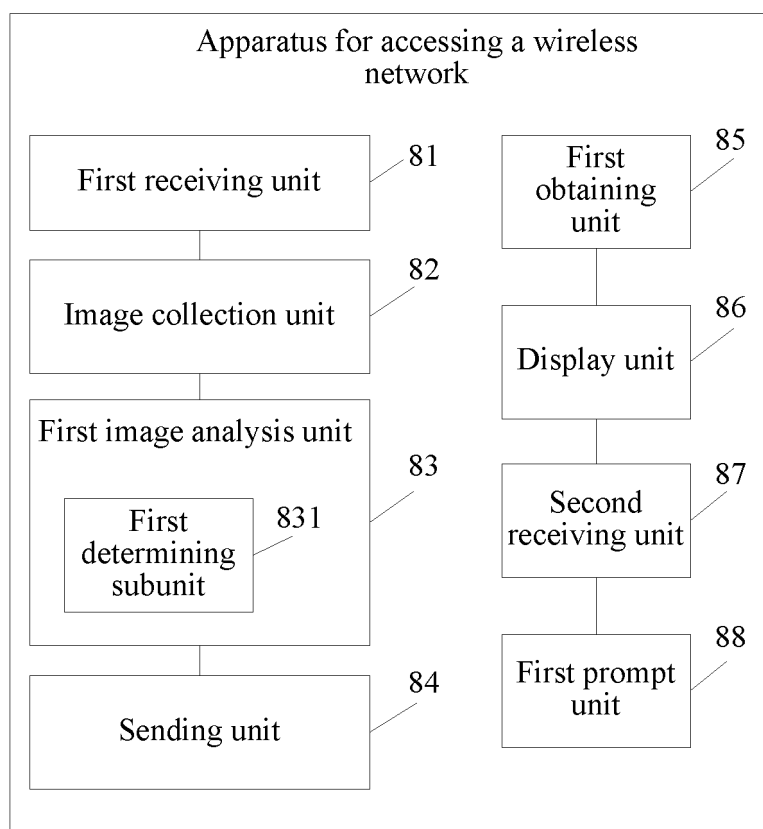 Apparatus for accessing a wireless
network
First receiving unit
81
Image collection unit
82
First image analysis unit
83
First
determining
subunit
831
Sending unit
84
First
obtaining
unit
85
Display unit
86
Second
receiving unit
87
First prompt
unit
88